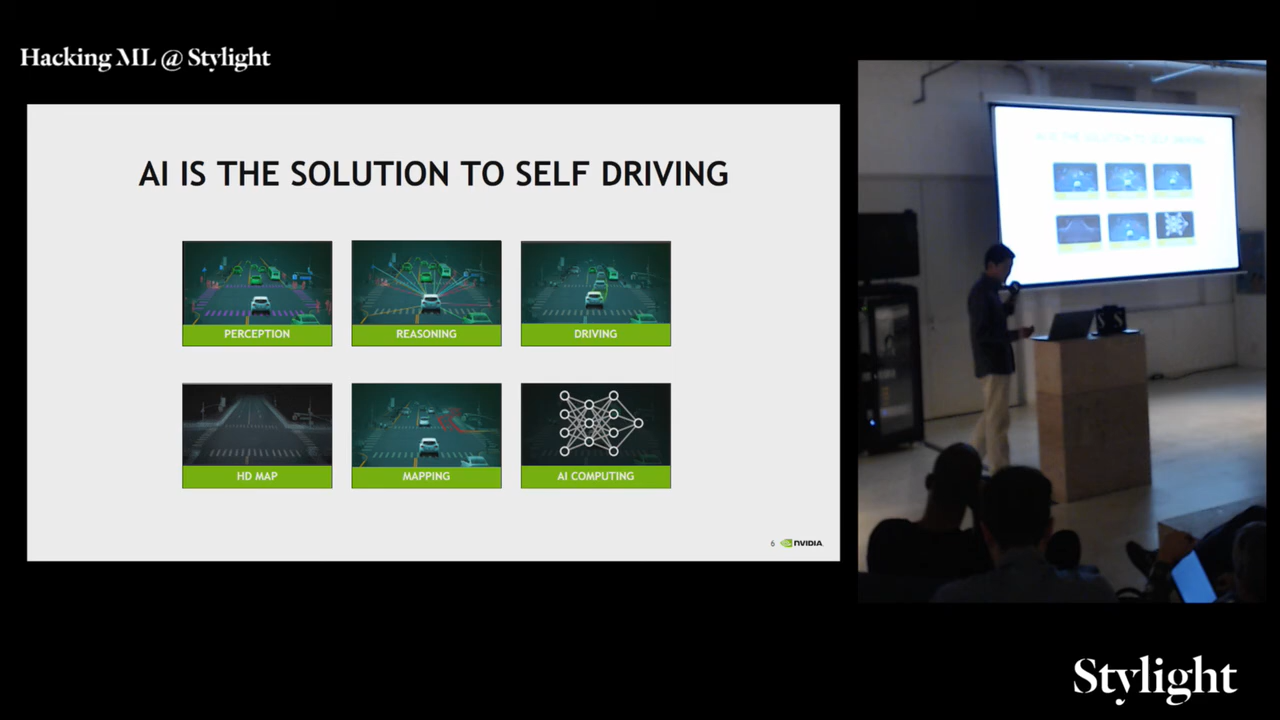 Hacking ML @ Stylight
AI IS THE SOLUTION TO SELF DRIVING
PERCEPTION
REASONING
DRIVING
HD MAP
MAPPING
AI COMPUTING
6 NVIDIA
Stylight